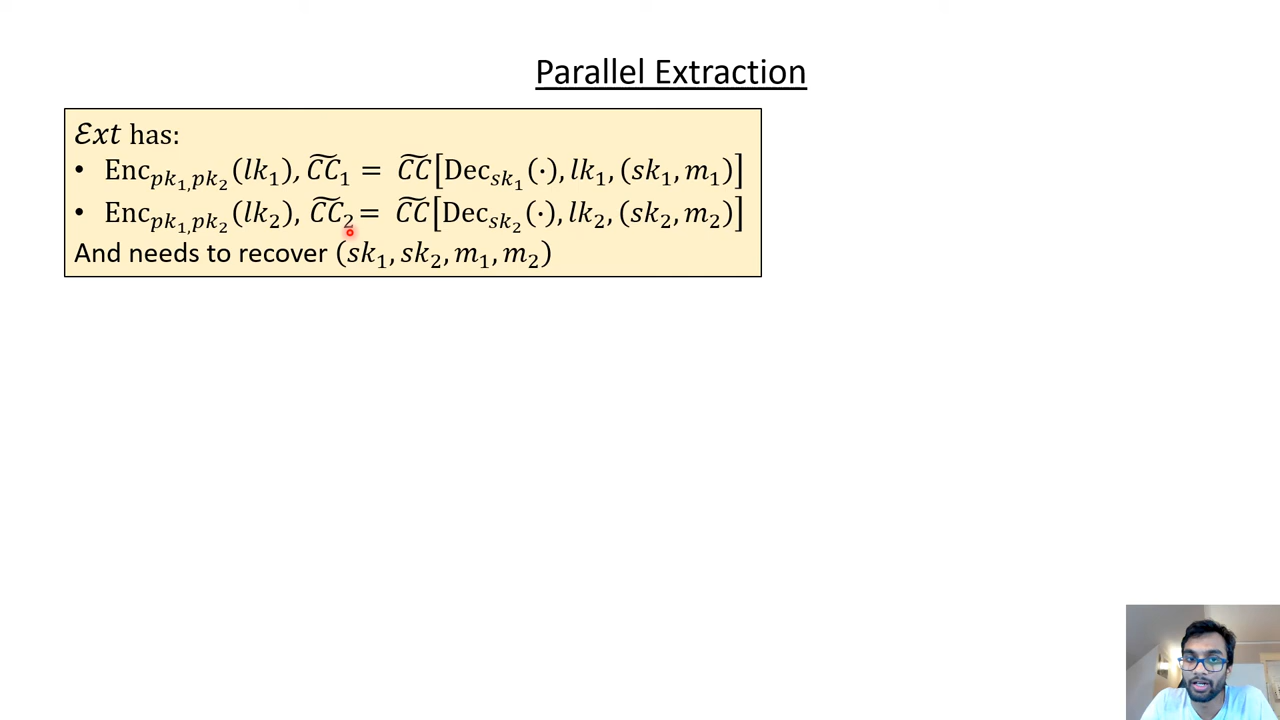 Parallel Extraction
ℰxt has:
• Enc_{pk_1,pk_2}(lk_1), \widetilde{CC}_1 = \widetilde{CC}[Dec_{sk_1}(·), lk_1, (sk_1, m_1)]
• Enc_{pk_1,pk_2}(lk_2), \widetilde{CC}_2 = \widetilde{CC}[Dec_{sk_2}(·), lk_2, (sk_2, m_2)]
And needs to recover (sk_1, sk_2, m_1, m_2)